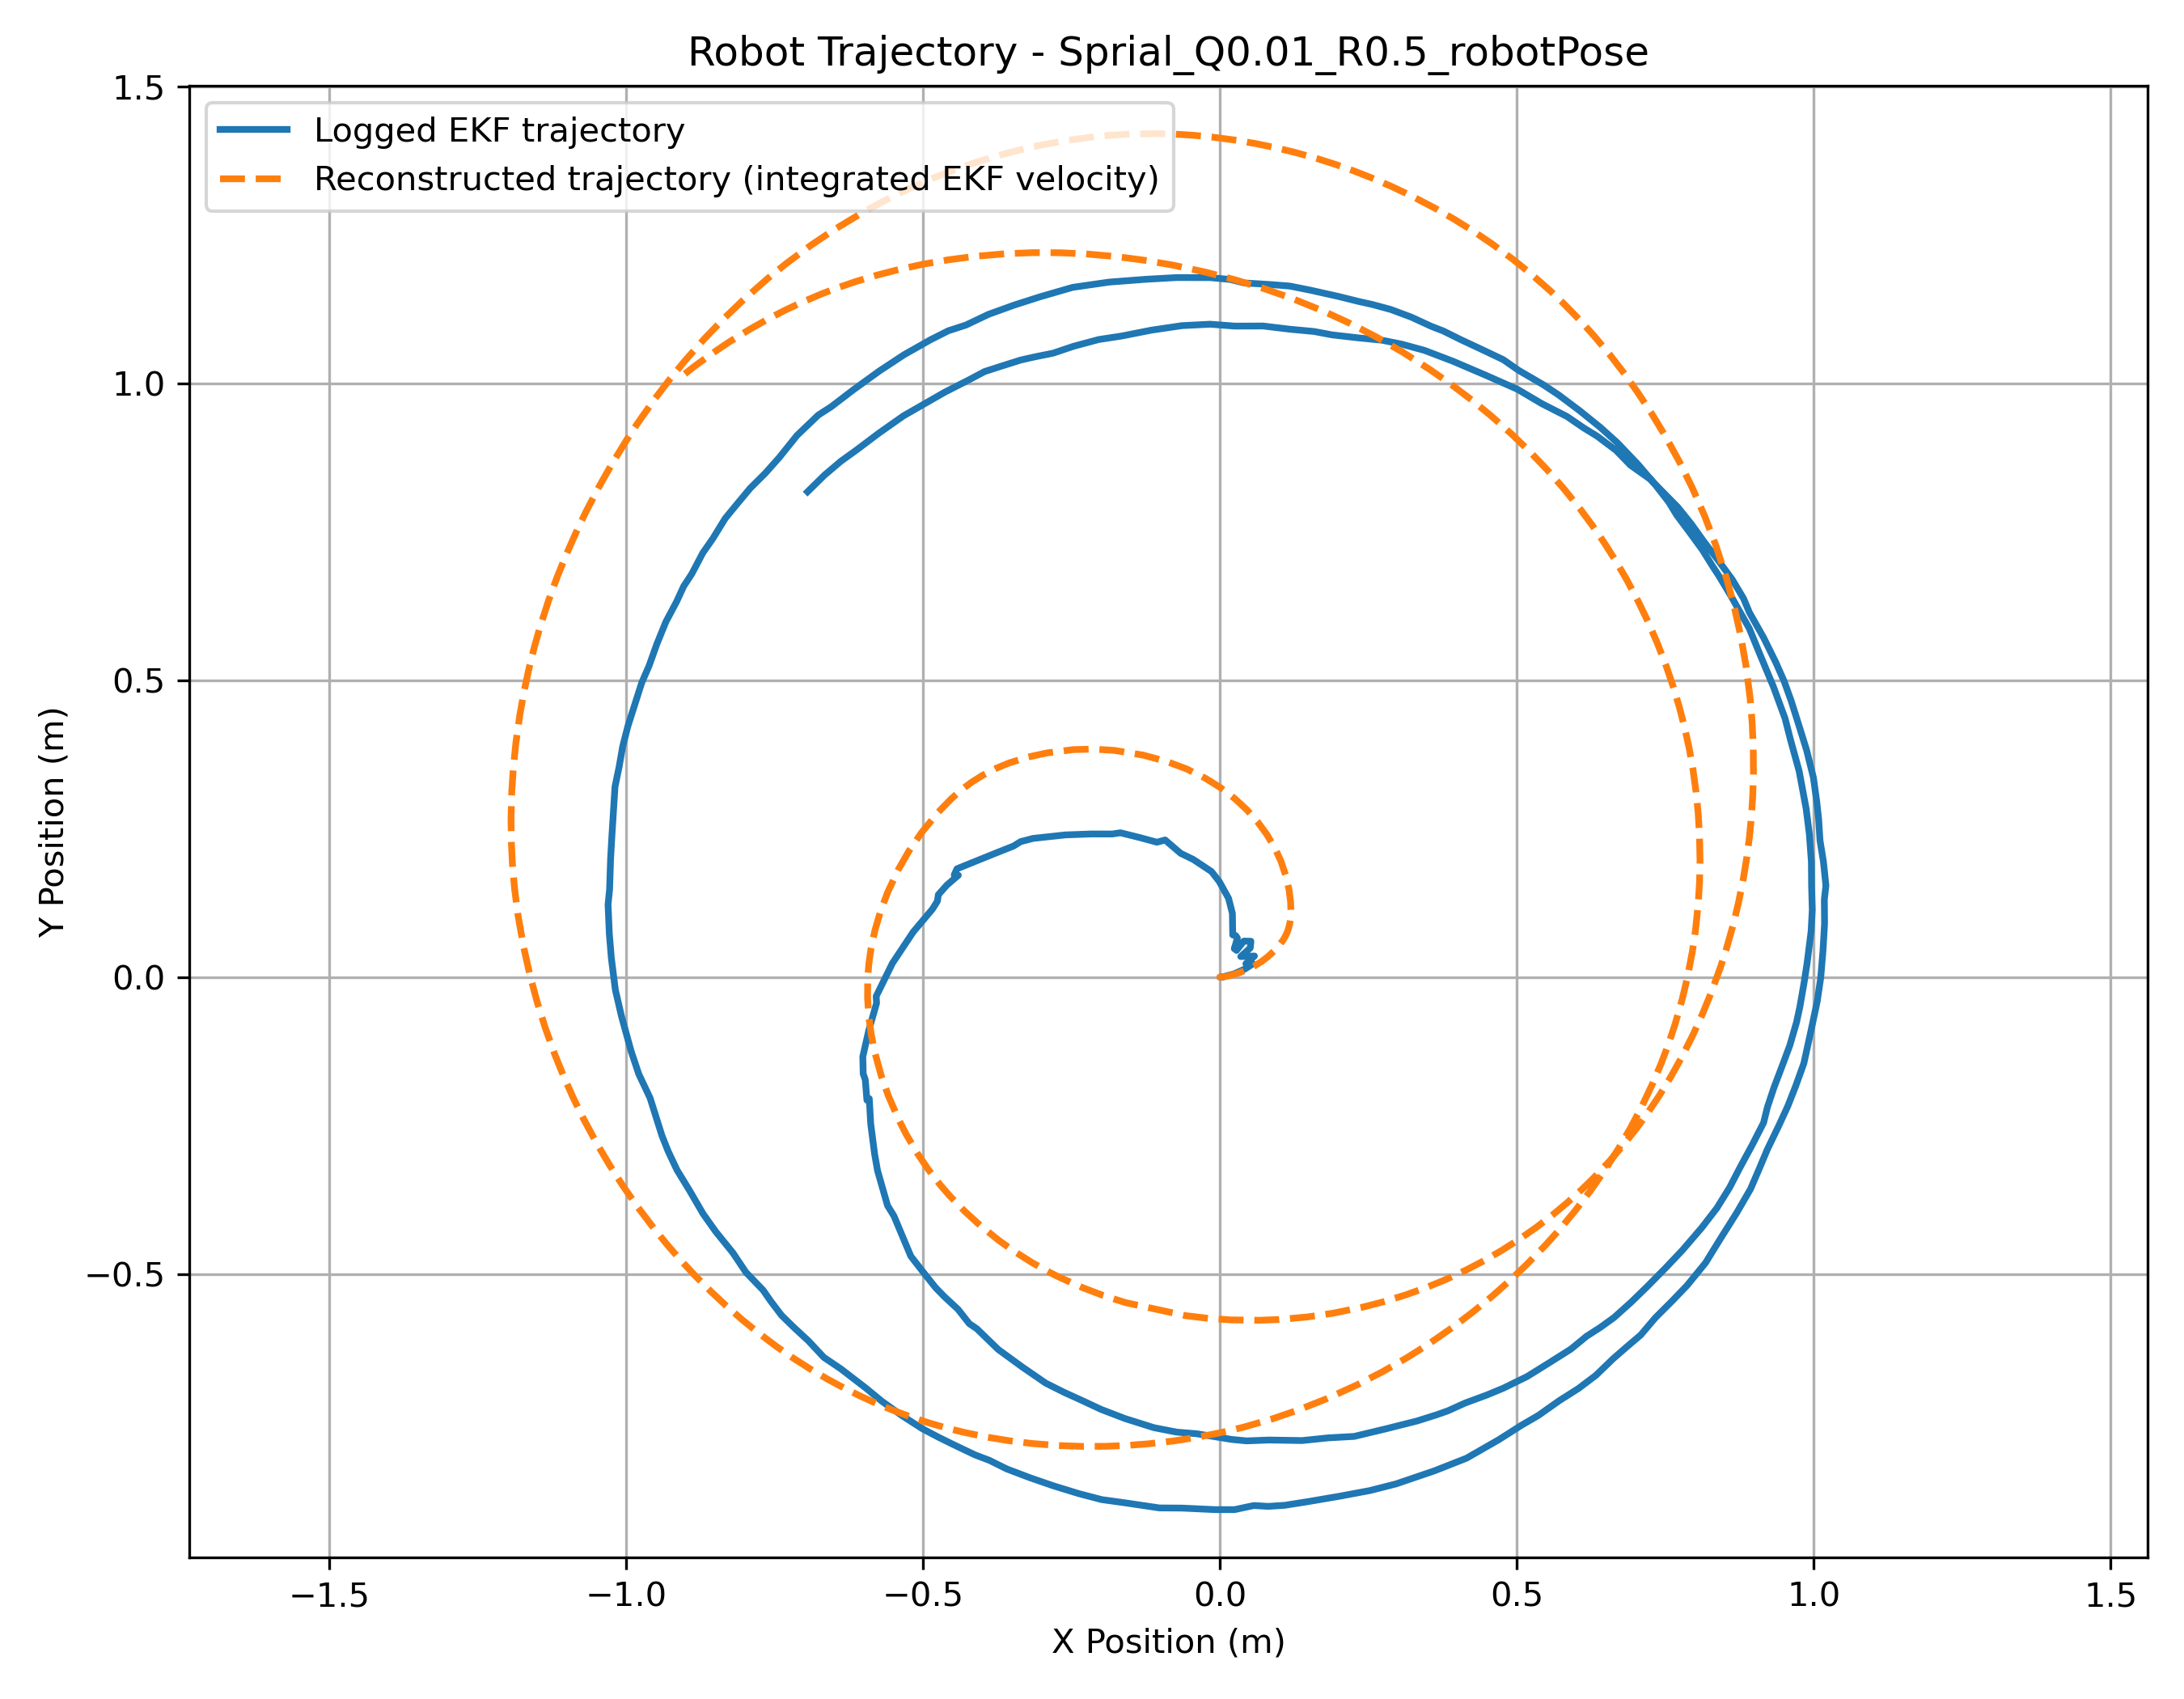 Robot Trajectory - Sprial_Q0.01_R0.5_robotPose
Logged EKF trajectory
Reconstructed trajectory (integrated EKF velocity)
Y Position (m)
1.5
1.0
0.5
0.0
−0.5
−1.5
−1.0
−0.5
0.0
0.5
1.0
1.5
X Position (m)